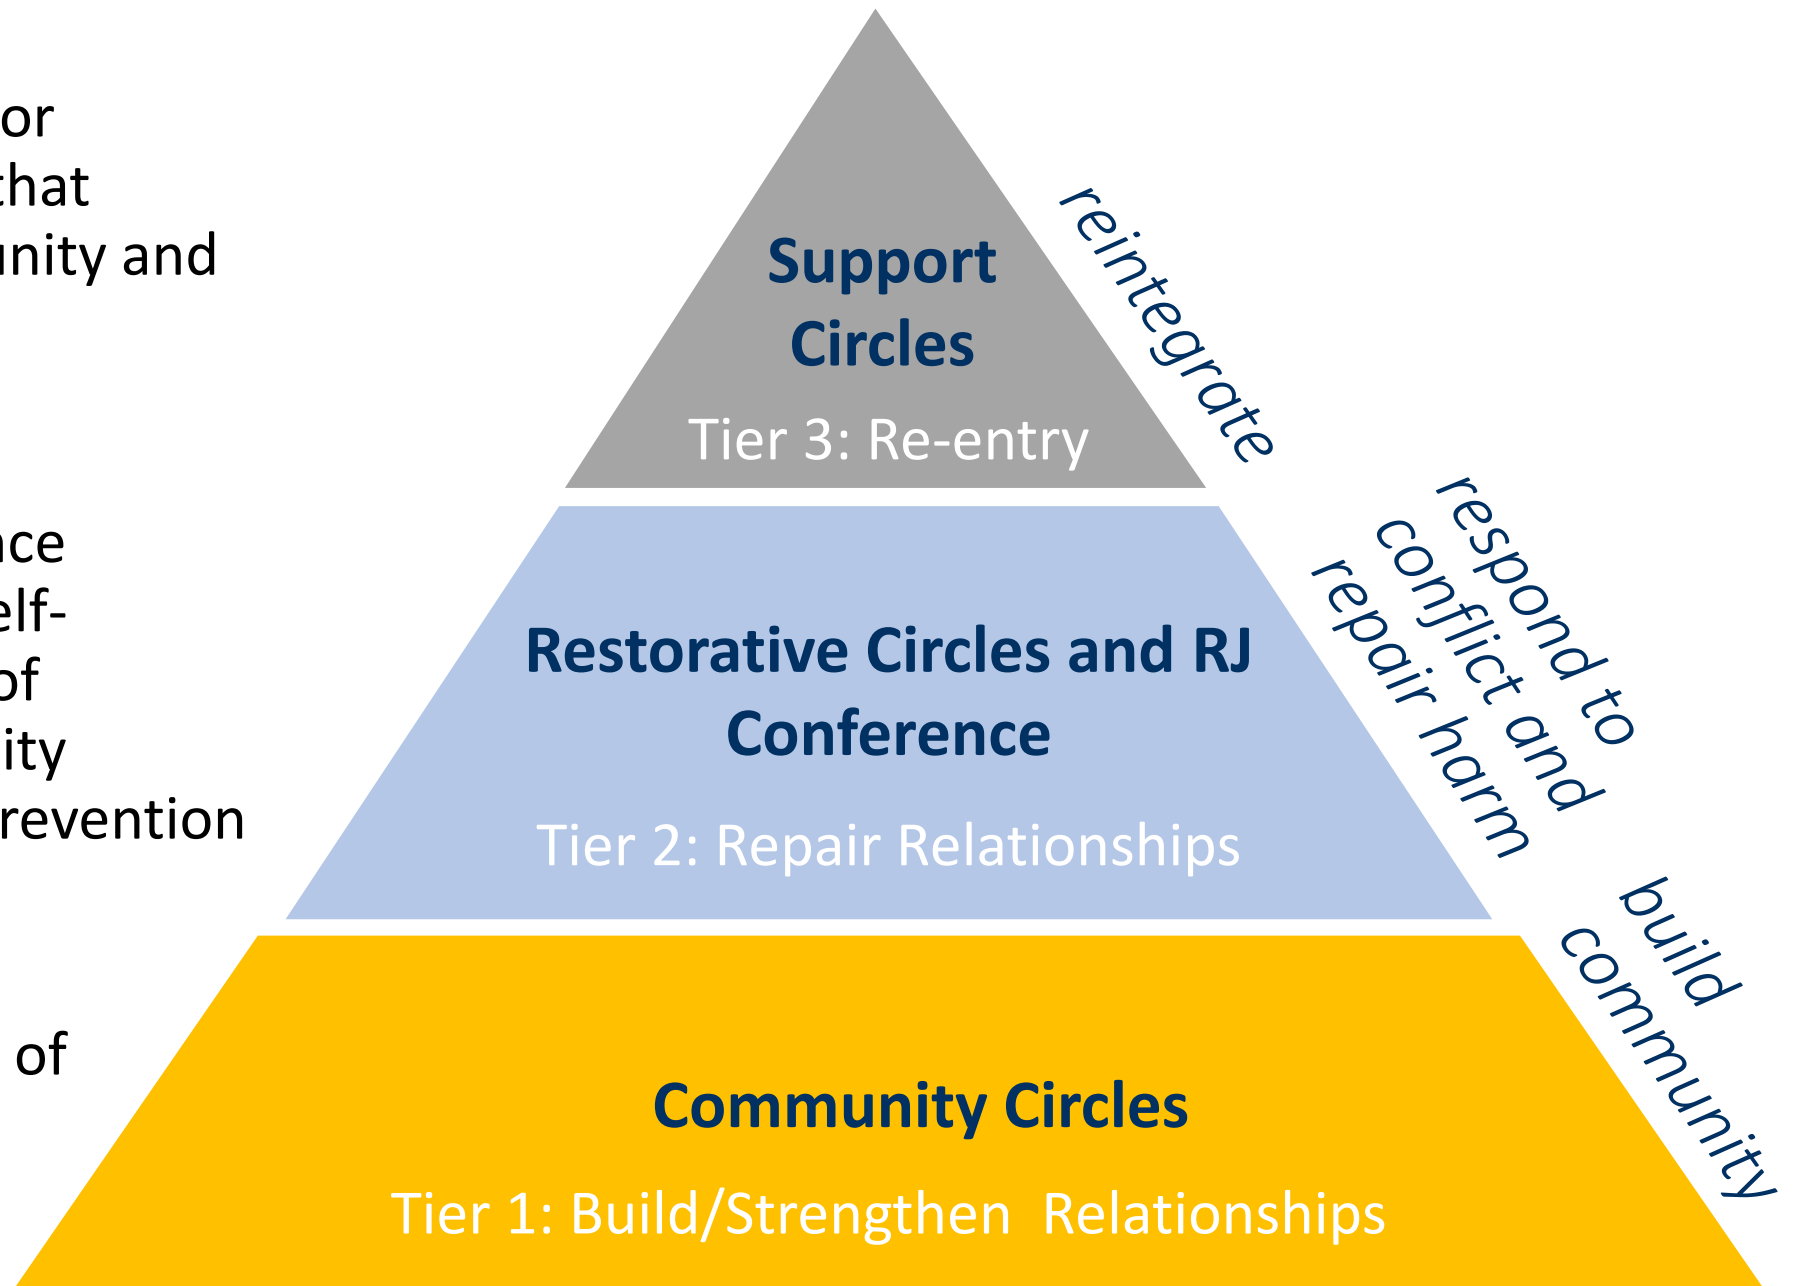 or
that
unity and
nce
elf-
of
ity
revention
of
Support
Circles
Tier 3: Re-entry
reintegrate
Restorative Circles and RJ
Conference
Tier 2: Repair Relationships
respond to
conflict and
repair harm
Community Circles
Tier 1: Build/Strengthen  Relationships
build
community